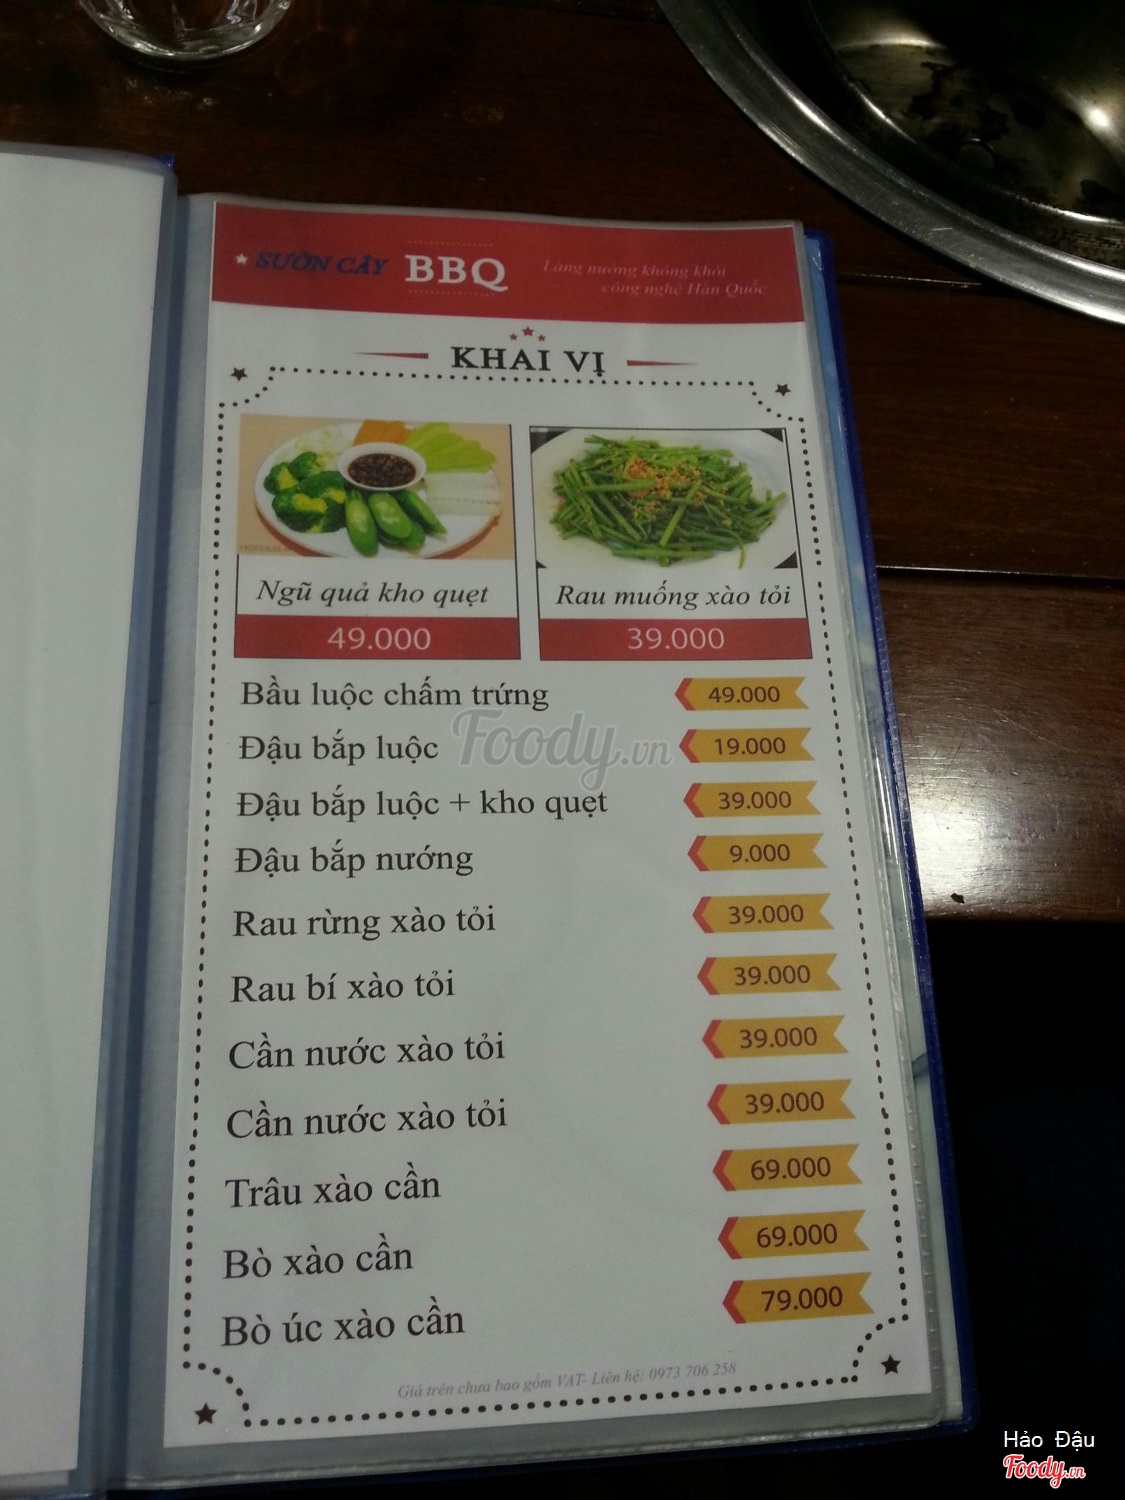 SƯỜN CÂY BBQ
Làng nướng không khói
công nghệ Hàn Quốc
KHAI VỊ
Ngũ quả kho quẹt
49.000
Rau muống xào tỏi
39.000
Bầu luộc chấm trứng 49.000
Foody.vn
Đậu bắp luộc 19.000
Đậu bắp luộc + kho quẹt 39.000
Đậu bắp nướng 9.000
Rau rừng xào tỏi 39.000
Rau bí xào tỏi 39.000
Cần nước xào tỏi 39.000
Cần nước xào tỏi 39.000
Trâu xào cần 69.000
Bò xào cần 69.000
Bò úc xào cần 79.000
Giá trên chưa bao gồm VAT- Liên hệ: 0973 706 258
Hảo Đậu
Foody.vn